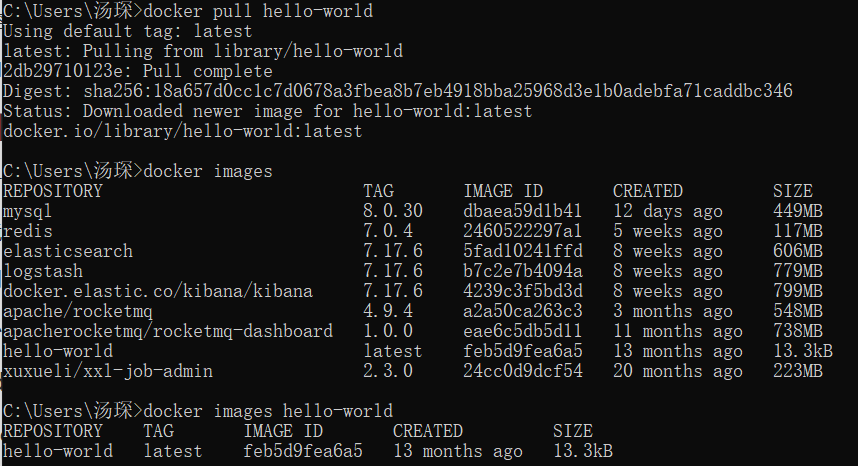 C:\Users\汤琛>docker pull hello-world
Using default tag: latest
latest: Pulling from library/hello-world
2db29710123e: Pull complete
Digest: sha256:18a657d0cc1c7d0678a3fbea8b7eb4918bba25968d3e1b0adebfa71caddbc346
Status: Downloaded newer image for hello-world:latest
docker.io/library/hello-world:latest
C:\Users\汤琛>docker images
REPOSITORY TAG IMAGE ID CREATED SIZE
mysql 8.0.30 dbaea59d1b41 12 days ago 449MB
redis 7.0.4 2460522297a1 5 weeks ago 117MB
elasticsearch 7.17.6 5fad10241ffd 8 weeks ago 606MB
logstash 7.17.6 b7c2e7b4094a 8 weeks ago 779MB
docker.elastic.co/kibana/kibana 7.17.6 4239c3f5bd3d 8 weeks ago 799MB
apache/rocketmq 4.9.4 a2a50ca263c3 3 months ago 548MB
apacherocketmq/rocketmq-dashboard 1.0.0 eae6c5db5d11 11 months ago 738MB
hello-world latest feb5d9fea6a5 13 months ago 13.3kB
xuxueli/xxl-job-admin 2.3.0 24cc0d9dcf54 20 months ago 223MB
C:\Users\汤琛>docker images hello-world
REPOSITORY TAG IMAGE ID CREATED SIZE
hello-world latest feb5d9fea6a5 13 months ago 13.3kB